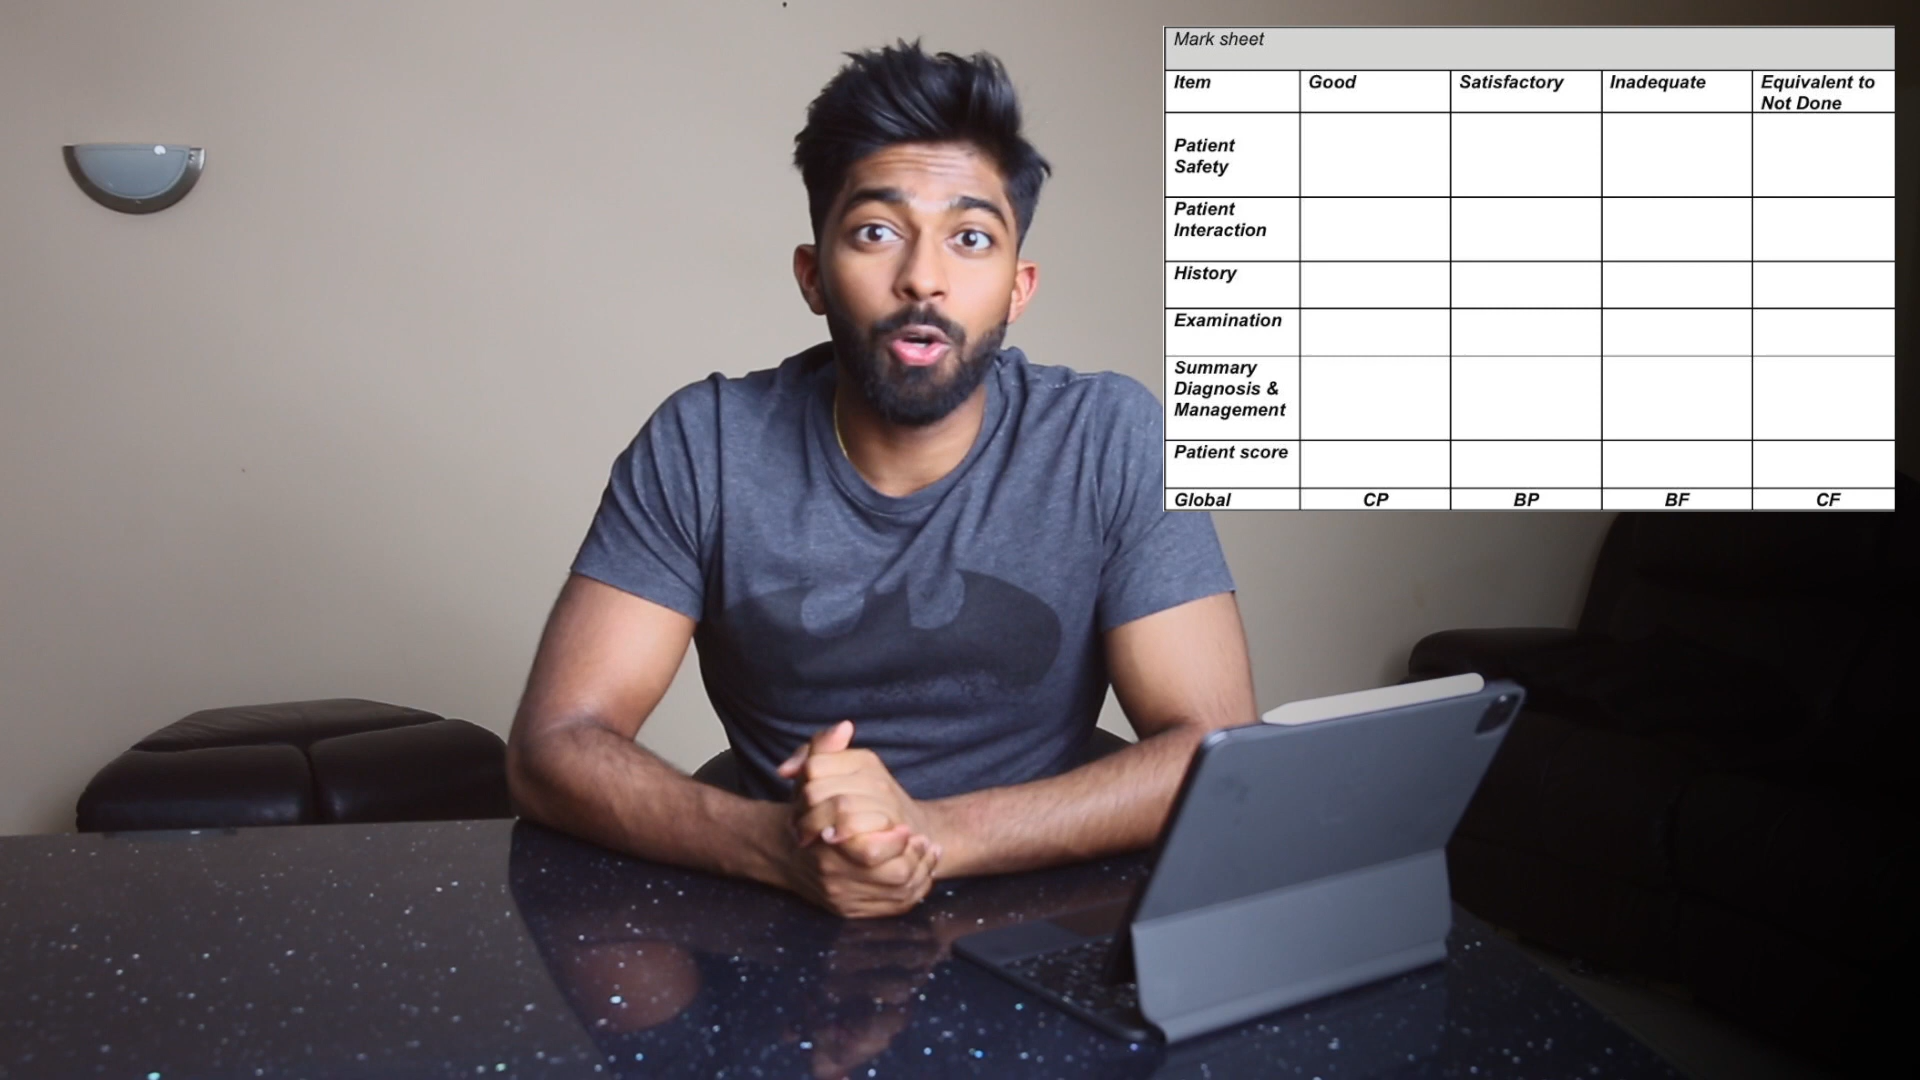 Mark sheet
Item Good Satisfactory Inadequate Equivalent to
Not Done
Patient
Safety
Patient
Interaction
History
Examination
Summary
Diagnosis &
Management
Patient score
Global CP BP BF CF